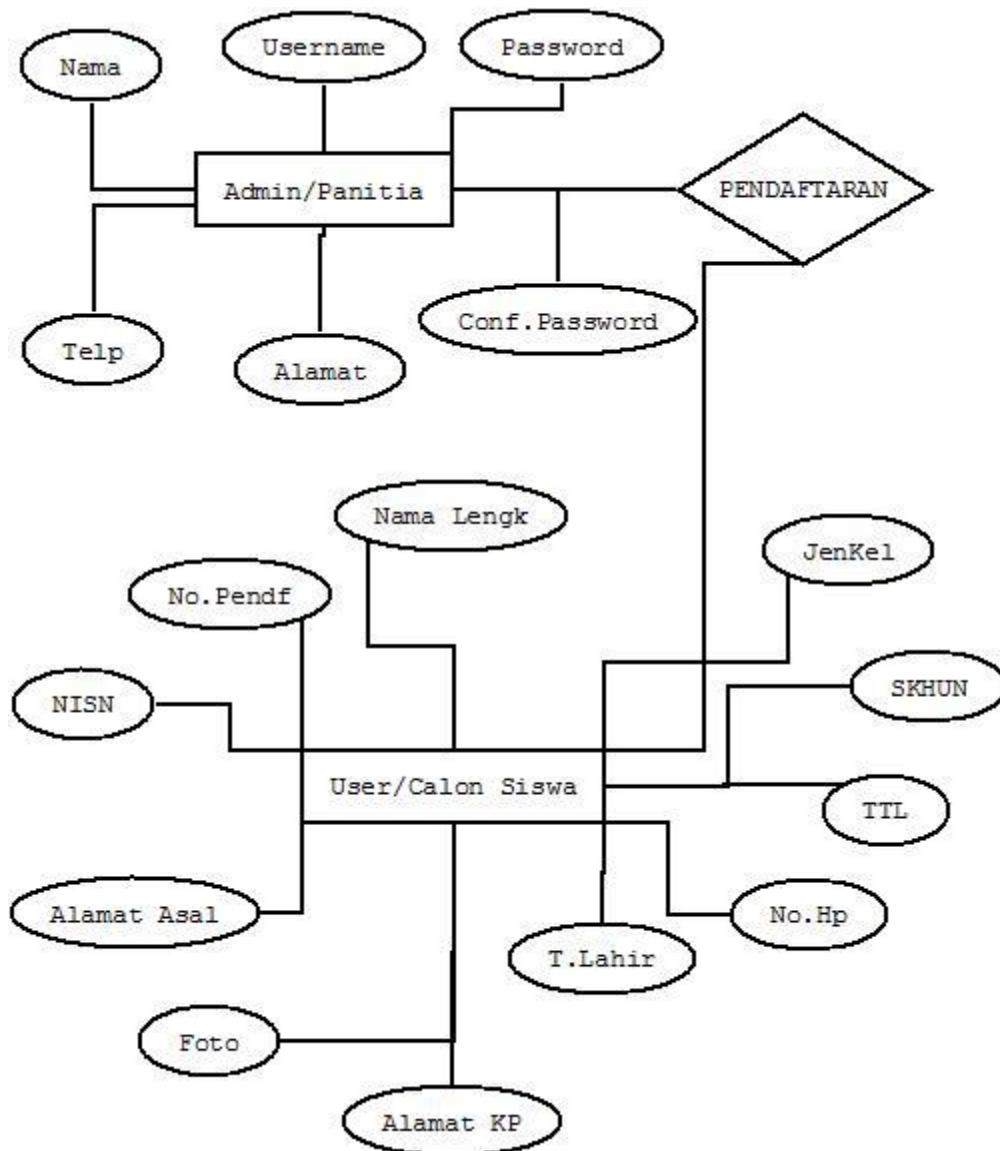 Username
Password
Nama
Admin/Panitia
PENDAFTARAN
Conf.Password
Telp
Alamat
Nama Lengk
JenKel
No.Pendf
NISN
SKHUN
User/Calon Siswa
TTL
Alamat Asal
No.Hp
T.Lahir
Foto
Alamat KP